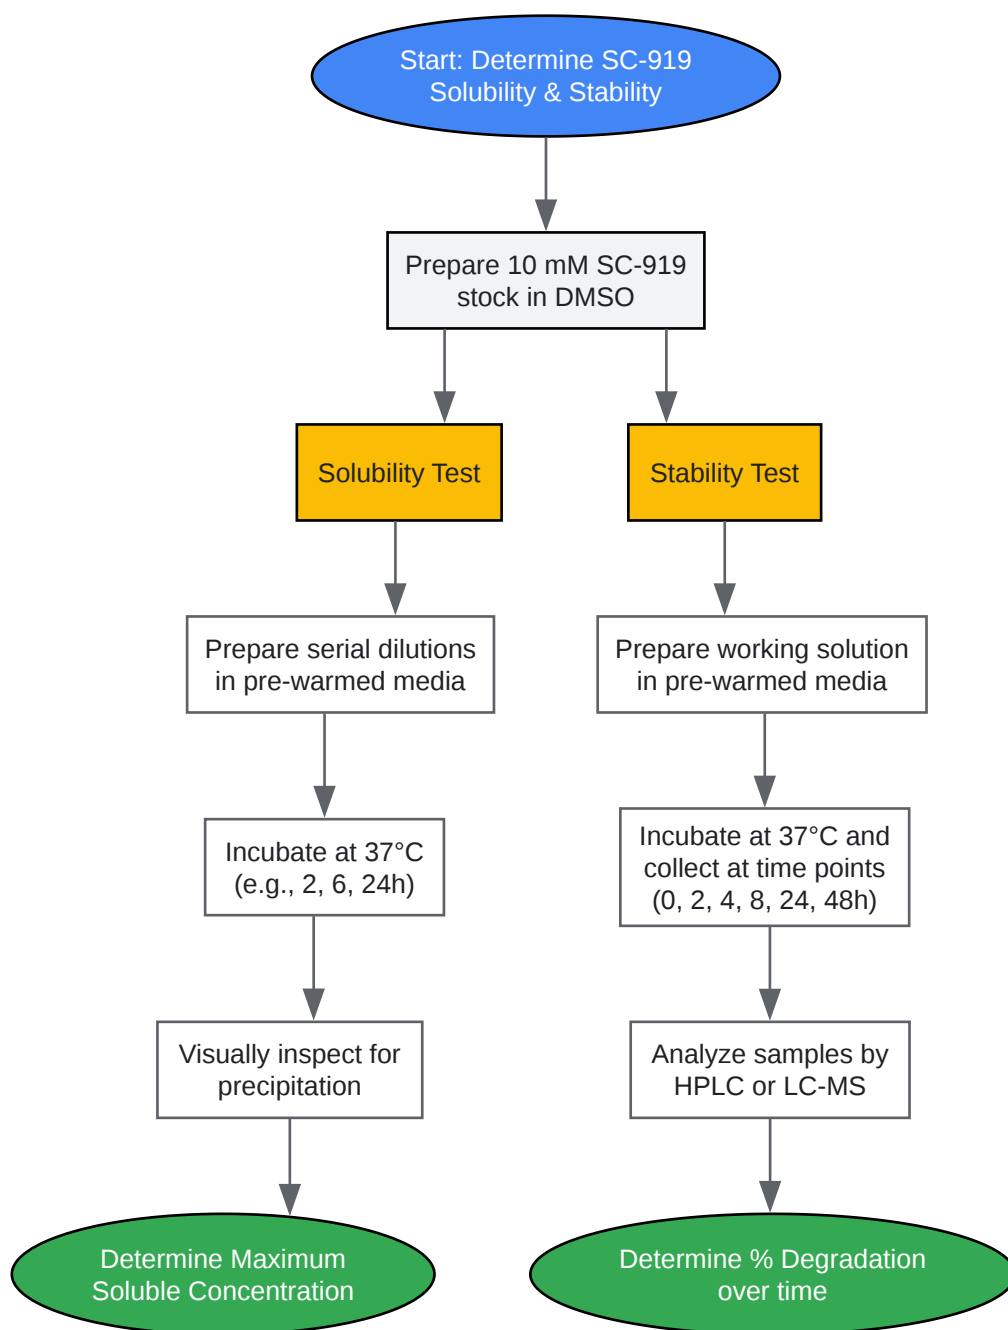 Start: Determine SC-919
Solubility & Stability
Prepare 10 mM SC-919
stock in DMSO
Solubility Test
Stability Test
Prepare serial dilutions
in pre-warmed media
Prepare working solution
in pre-warmed media
Incubate at 37°C
(e.g., 2, 6, 24h)
Incubate at 37°C and
collect at time points
(0, 2, 4, 8, 24, 48h)
Visually inspect for
precipitation
Analyze samples by
HPLC or LC-MS
Determine Maximum
Soluble Concentration
Determine % Degradation
over time